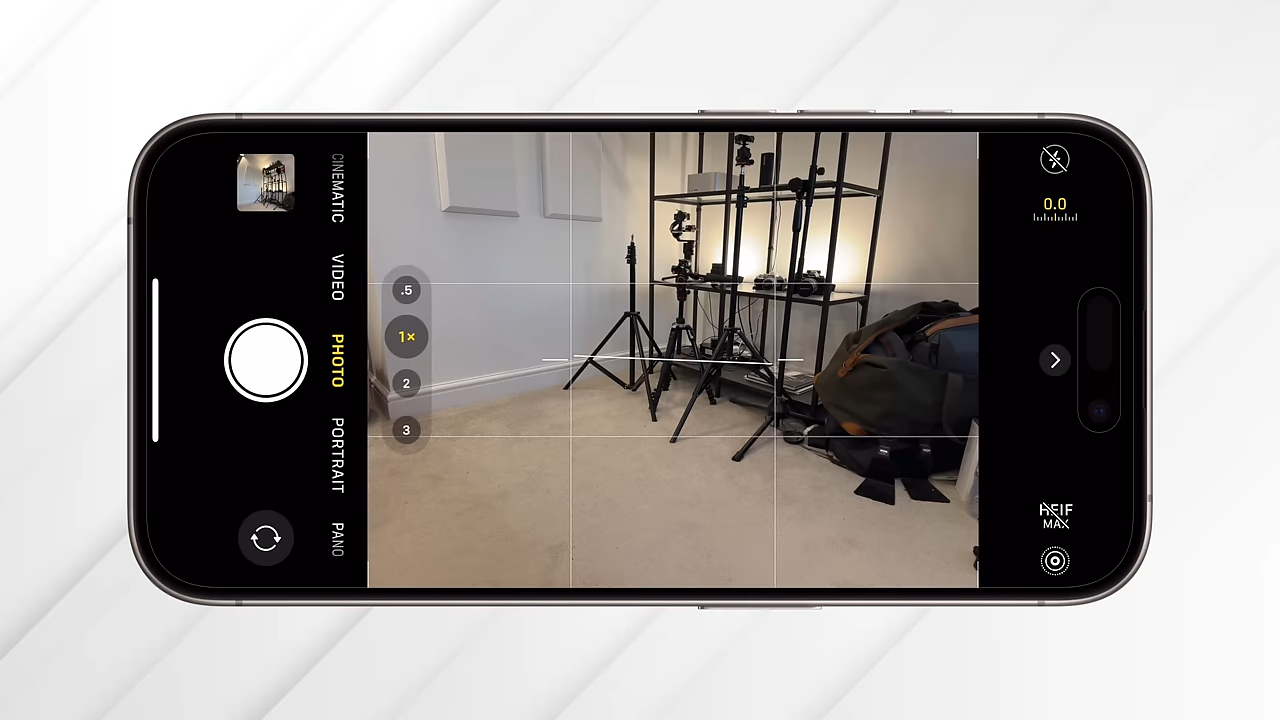 CINEMATIC
VIDEO
PHOTO
PORTRAIT
PANO
.5
1×
2
3
0.0
HEIF
MAX